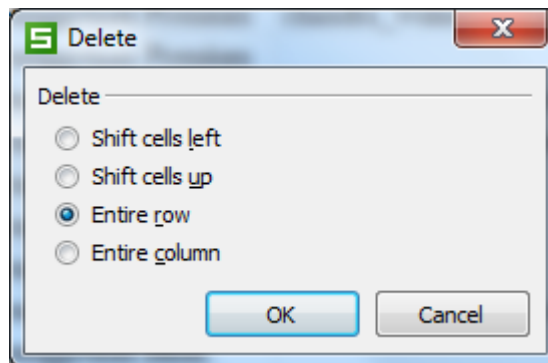 Delete
Delete
Shift cells left
Shift cells up
Entire row
Entire column
OK
Cancel